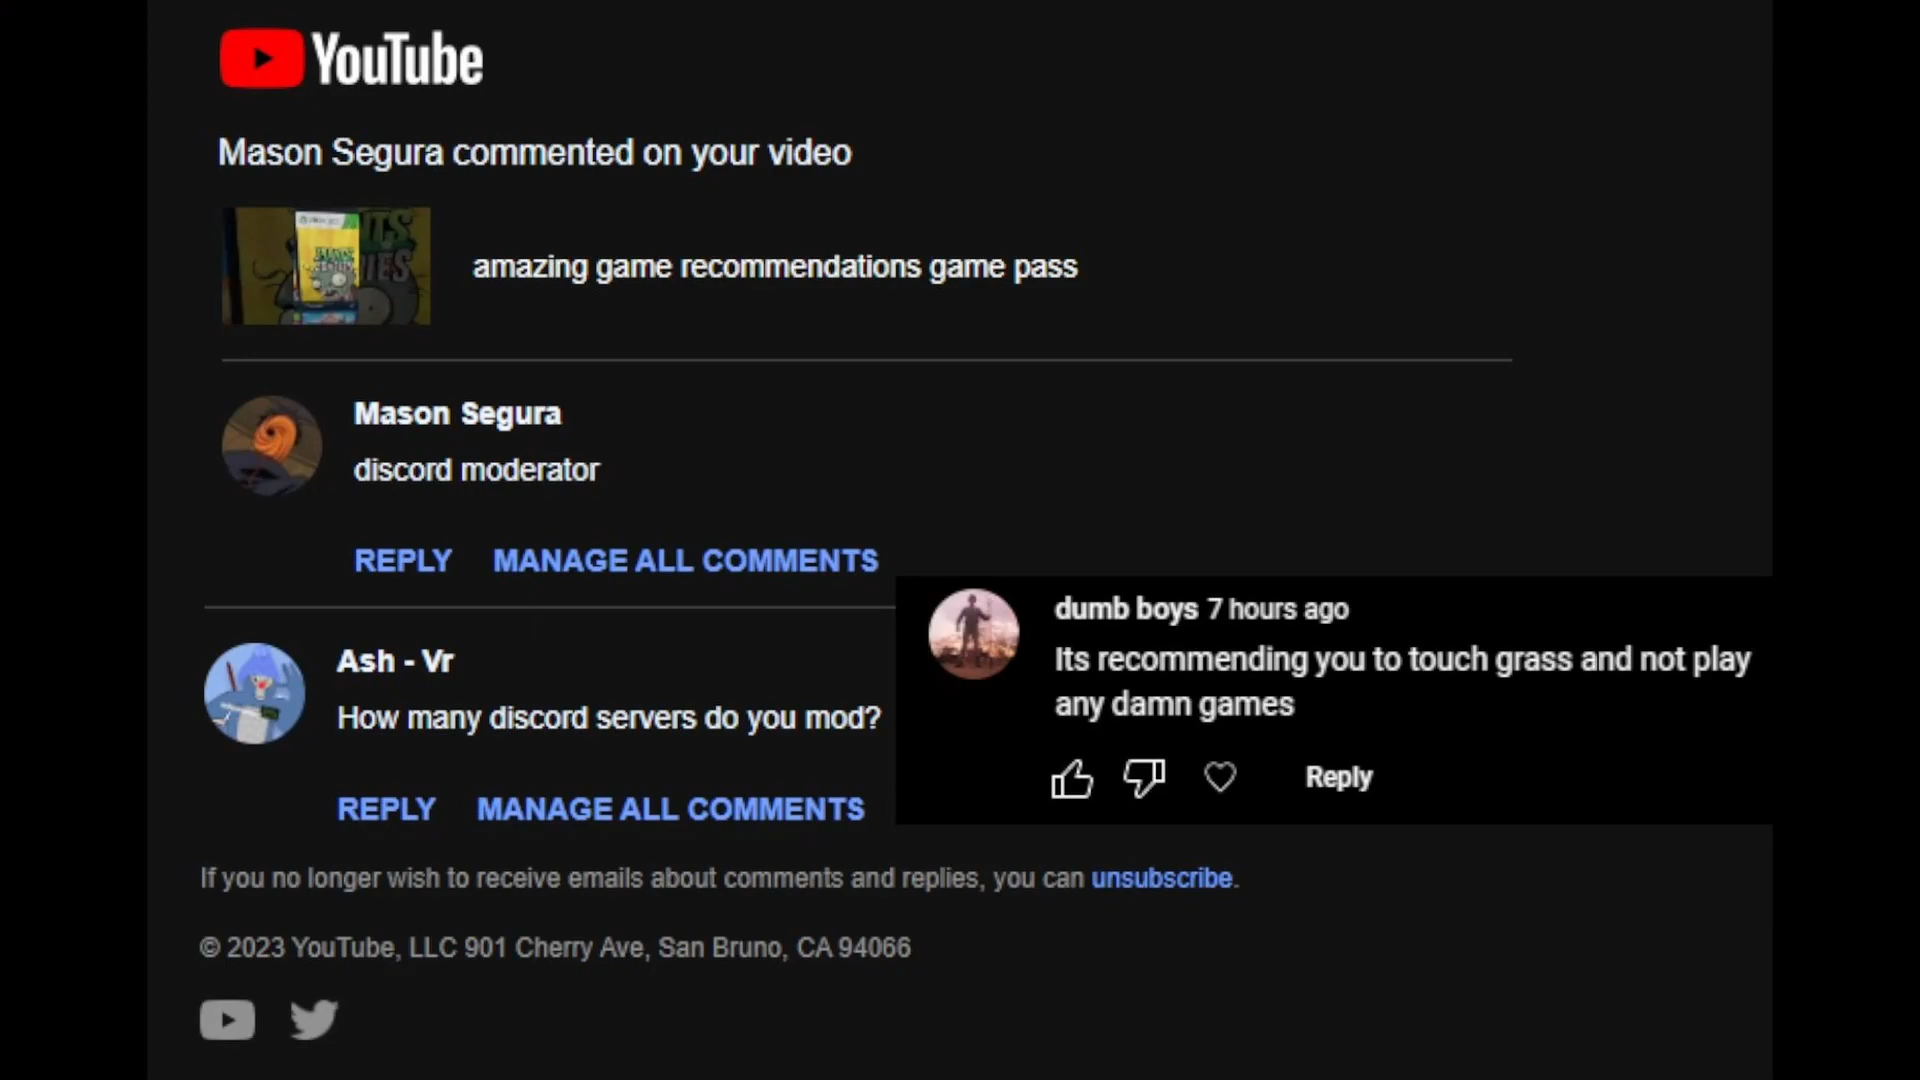 YouTube
Mason Segura commented on your video
amazing game recommendations game pass
Mason Segura
discord moderator
REPLY MANAGE ALL COMMENTS
Ash - Vr
How many discord servers do you mod?
REPLY MANAGE ALL COMMENTS
dumb boys 7 hours ago
Its recommending you to touch grass and not play
any damn games
Reply
If you no longer wish to receive emails about comments and replies, you can unsubscribe.
© 2023 YouTube, LLC 901 Cherry Ave, San Bruno, CA 94066